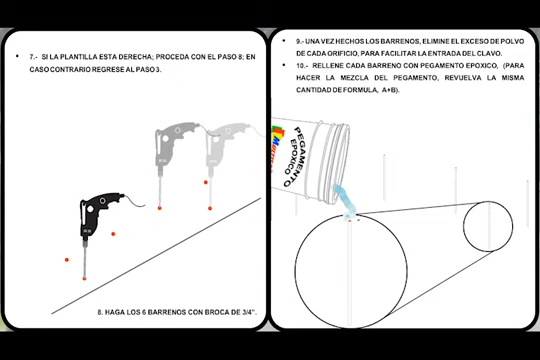 7.- SI LA PLANTILLA ESTA DERECHA; PROCEDA CON EL PASO 8; EN
CASO CONTRARIO REGRESE AL PASO 3.
8. HAGA LOS 6 BARRENOS CON BROCA DE 3/4".
9.- UNA VEZ HECHOS LOS BARRENOS, ELIMINE EL EXCESO DE POLVO
DE CADA ORIFICIO, PARA FACILITAR LA ENTRADA DEL CLAVO.
10.- RELLENE CADA BARRENO CON PEGAMENTO EPOXICO, (PARA
HACER LA MEZCLA DEL PEGAMENTO, REVUELVA LA MISMA
CANTIDAD DE FORMULA, A+B).
PEGAMENTO
EPOXICO